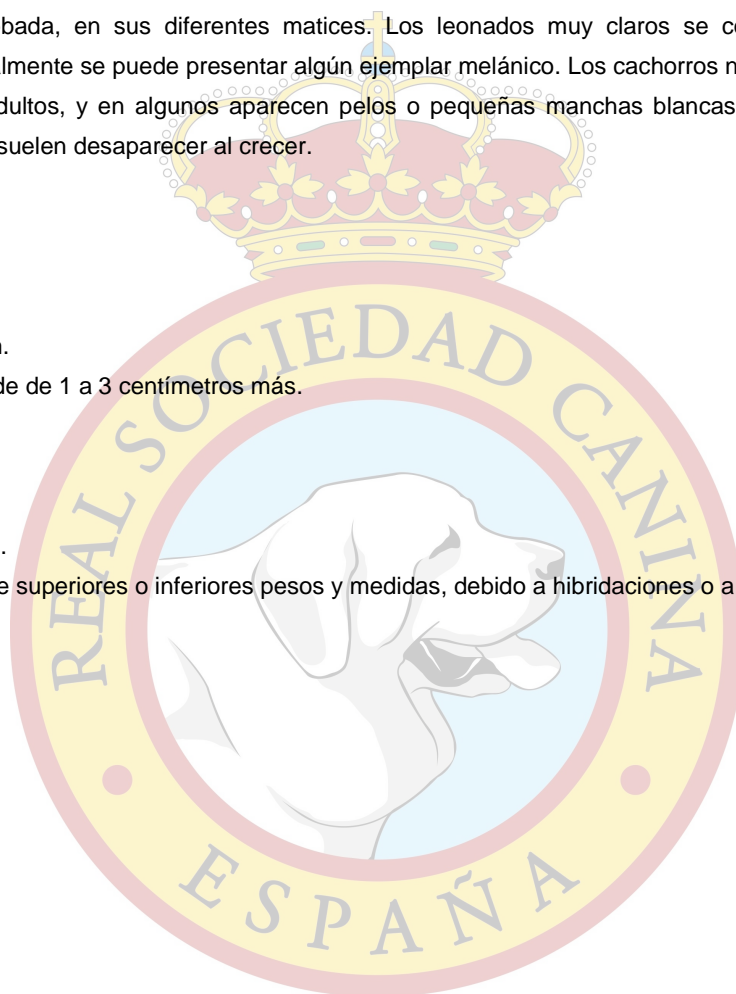 bada, en sus diferentes matices. Los leonados muy claros se
lmente se puede presentar algún ejemplar melánico. Los cachorros
dultos, y en algunos aparecen pelos o pequeñas manchas blancas
suelen desaparecer al crecer.
de 1 a 3 centímetros más.
e superiores o inferiores pesos y medidas, debido a hibridaciones o a
REAL SOCIEDAD CANINA
ESPAÑA